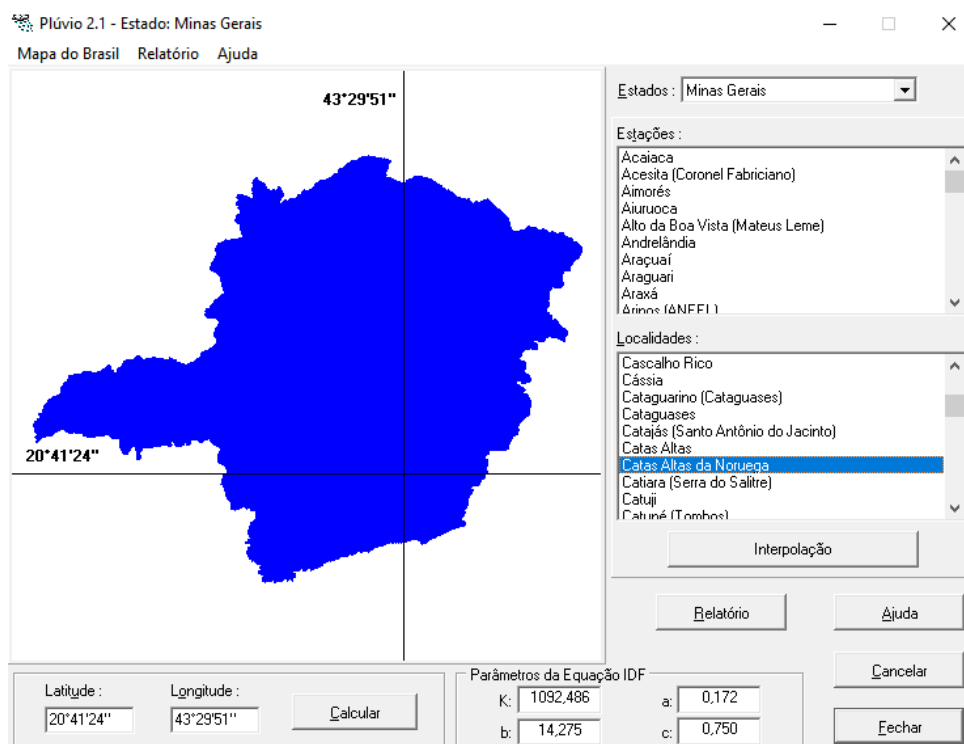 Plúvio 2.1 - Estado: Minas Gerais
Mapa do Brasil Relatório Ajuda
43°29'51"
20°41'24"
Estados : Minas Gerais
Estações :
Acaiaca
Acesita (Coronel Fabriciano)
Aimorés
Aiuruoca
Alto da Boa Vista (Mateus Leme)
Andrelândia
Araçuaí
Araguari
Araxá
Arinos (ANEEL)
Localidades :
Cascalho Rico
Cássia
Cataguarino (Cataguases)
Cataguases
Catajás (Santo Antônio do Jacinto)
Catas Altas
Catas Altas da Noruega
Catiara (Serra do Salitre)
Catuji
Catuné (Tombos)
Interpolação
Relatório Ajuda
Cancelar
Fechar
Latitude : Longitude :
20°41'24" 43°29'51" Calcular
Parâmetros da Equação IDF
K: 1092,486 a: 0,172
b: 14,275 c: 0,750